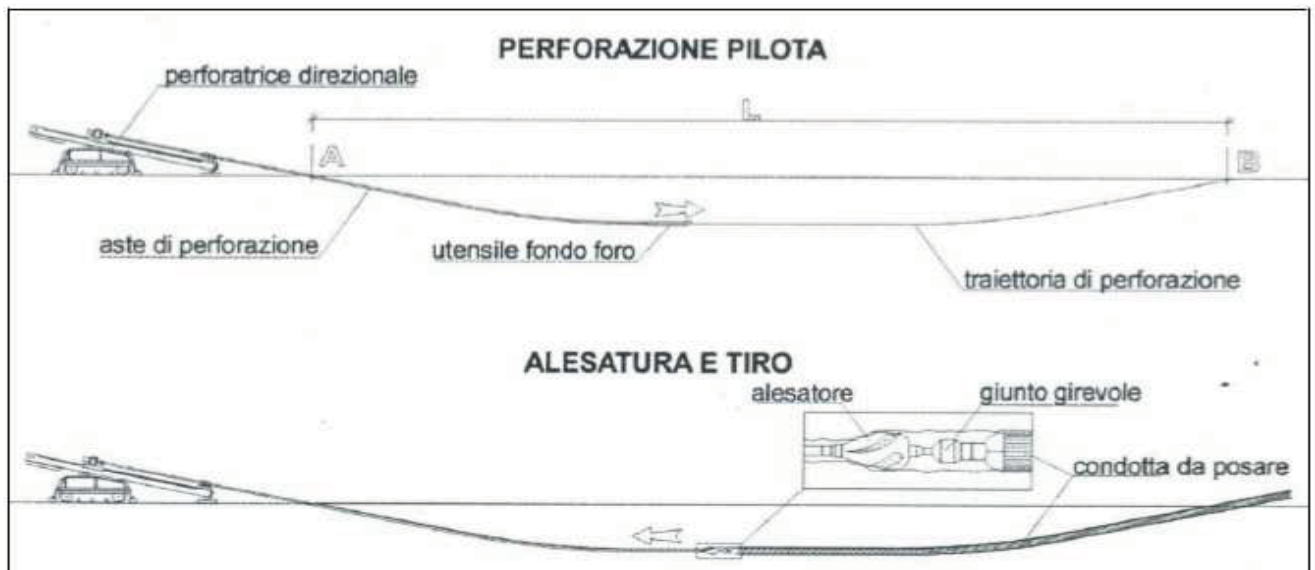 PERFORAZIONE PILOTA
perforatrice direzionale
L
A
B
aste di perforazione
utensile fondo foro
traiettoria di perforazione
ALESATURA E TIRO
alesatore
giunto girevole
condotta da posare